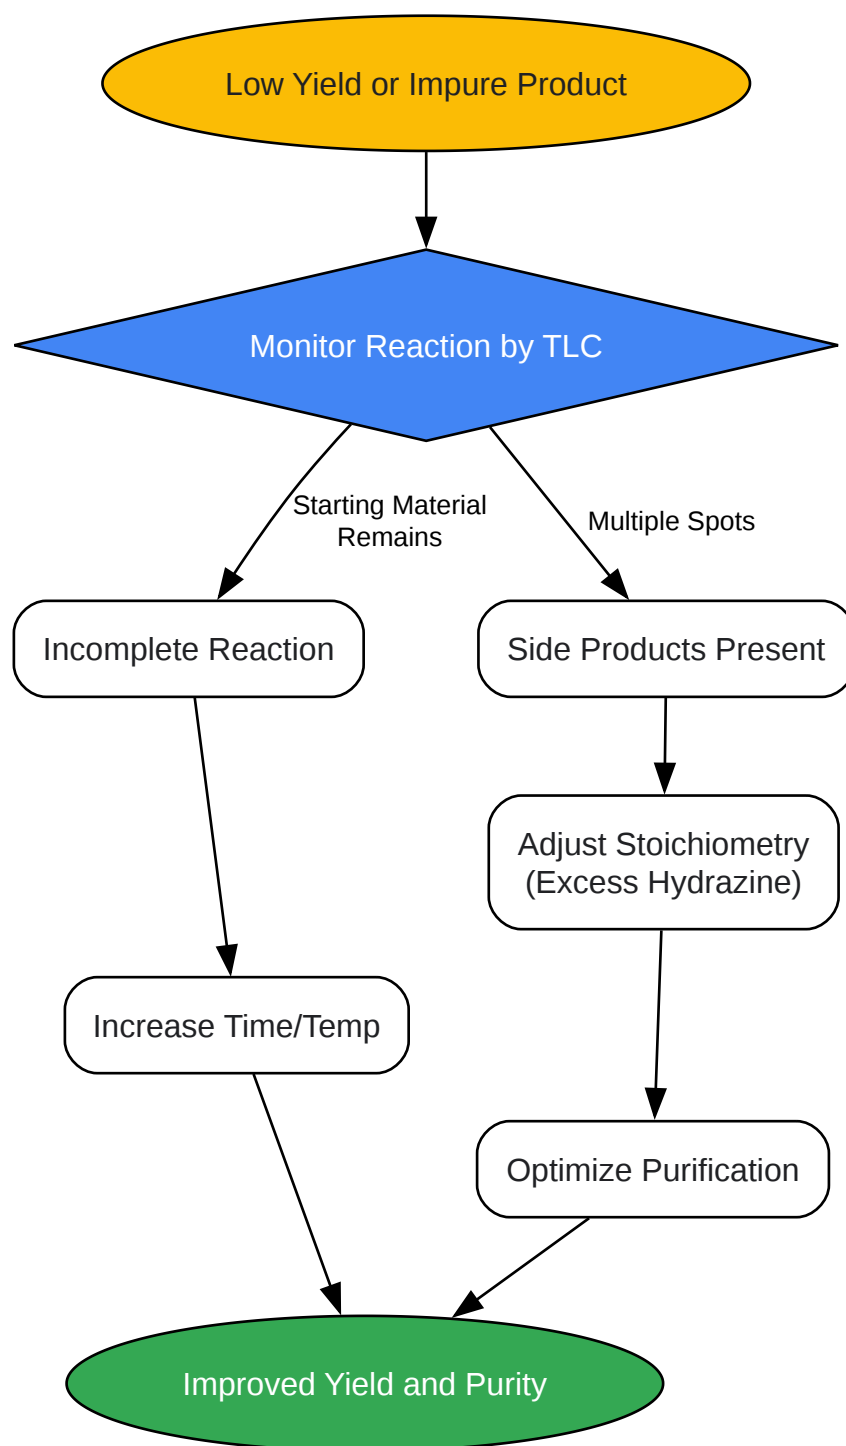 Low Yield or Impure Product
Monitor Reaction by TLC
Starting Material
Remains
Multiple Spots
Incomplete Reaction
Side Products Present
Adjust Stoichiometry
(Excess Hydrazine)
Increase Time/Temp
Optimize Purification
Improved Yield and Purity